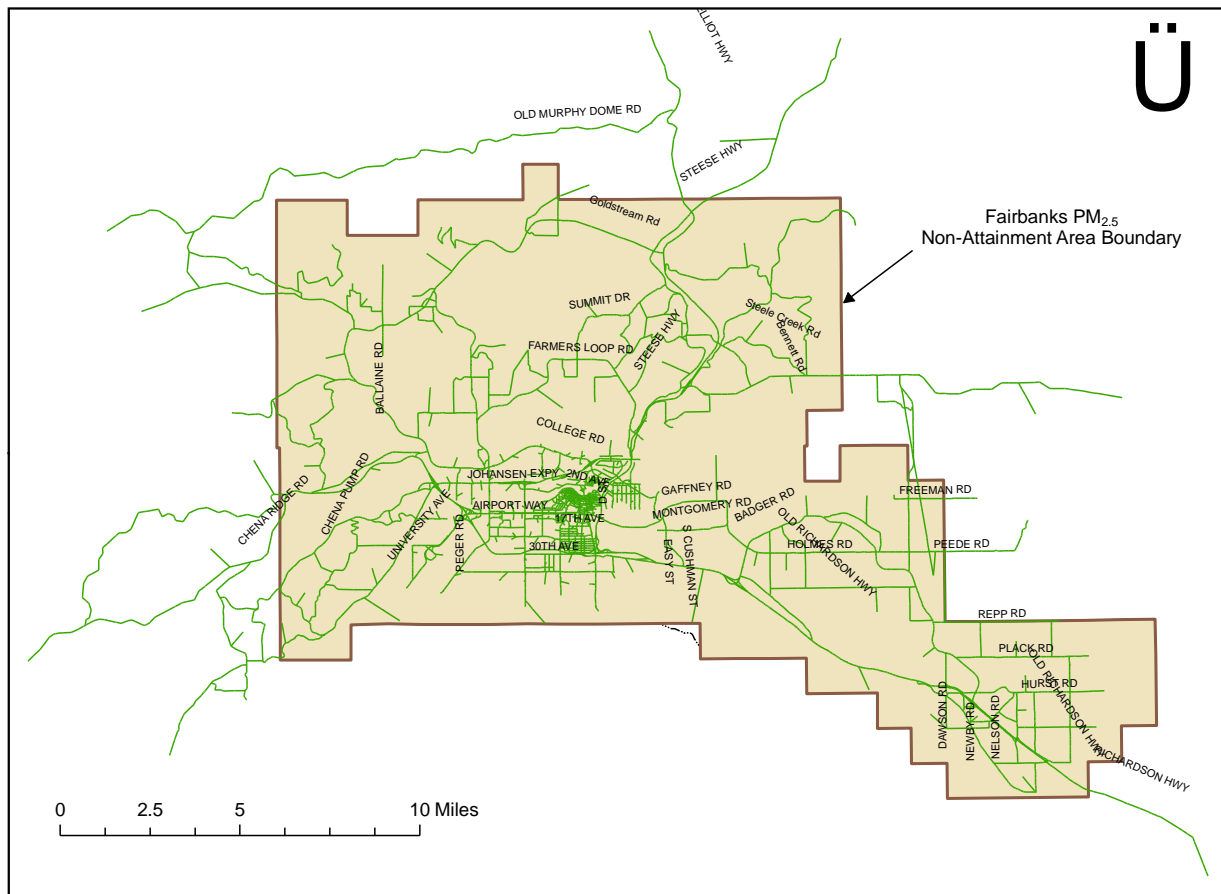 ELLIOT HWY
Ü
OLD MURPHY DOME RD
STEESE HWY
Goldstream Rd
Fairbanks PM2.5
Non-Attainment Area Boundary
SUMMIT DR
Steele Creek Rd
STEESE HWY
Bennett Rd
FARMERS LOOP RD
BALLAINE RD
COLLEGE RD
JOHANSEN EXPY
2ND AVE
GAFFNEY RD
FREEMAN RD
CHENA RIDGE RD
CHENA PUMP RD
UNIVERSITY AVE
AIRPORT WAY
MONTGOMERY RD
BADGER RD
17TH AVE
OLD RICHARDSON HWY
PEGER RD
30TH AVE
EASY ST
S CUSHMAN ST
HOLMES RD
PEEDE RD
REPP RD
PLACK RD
OLD RICHARDSON HWY
HURST RD
DAWSON RD
NEWBY RD
NELSON RD
RICHARDSON HWY
0 2.5 5 10 Miles